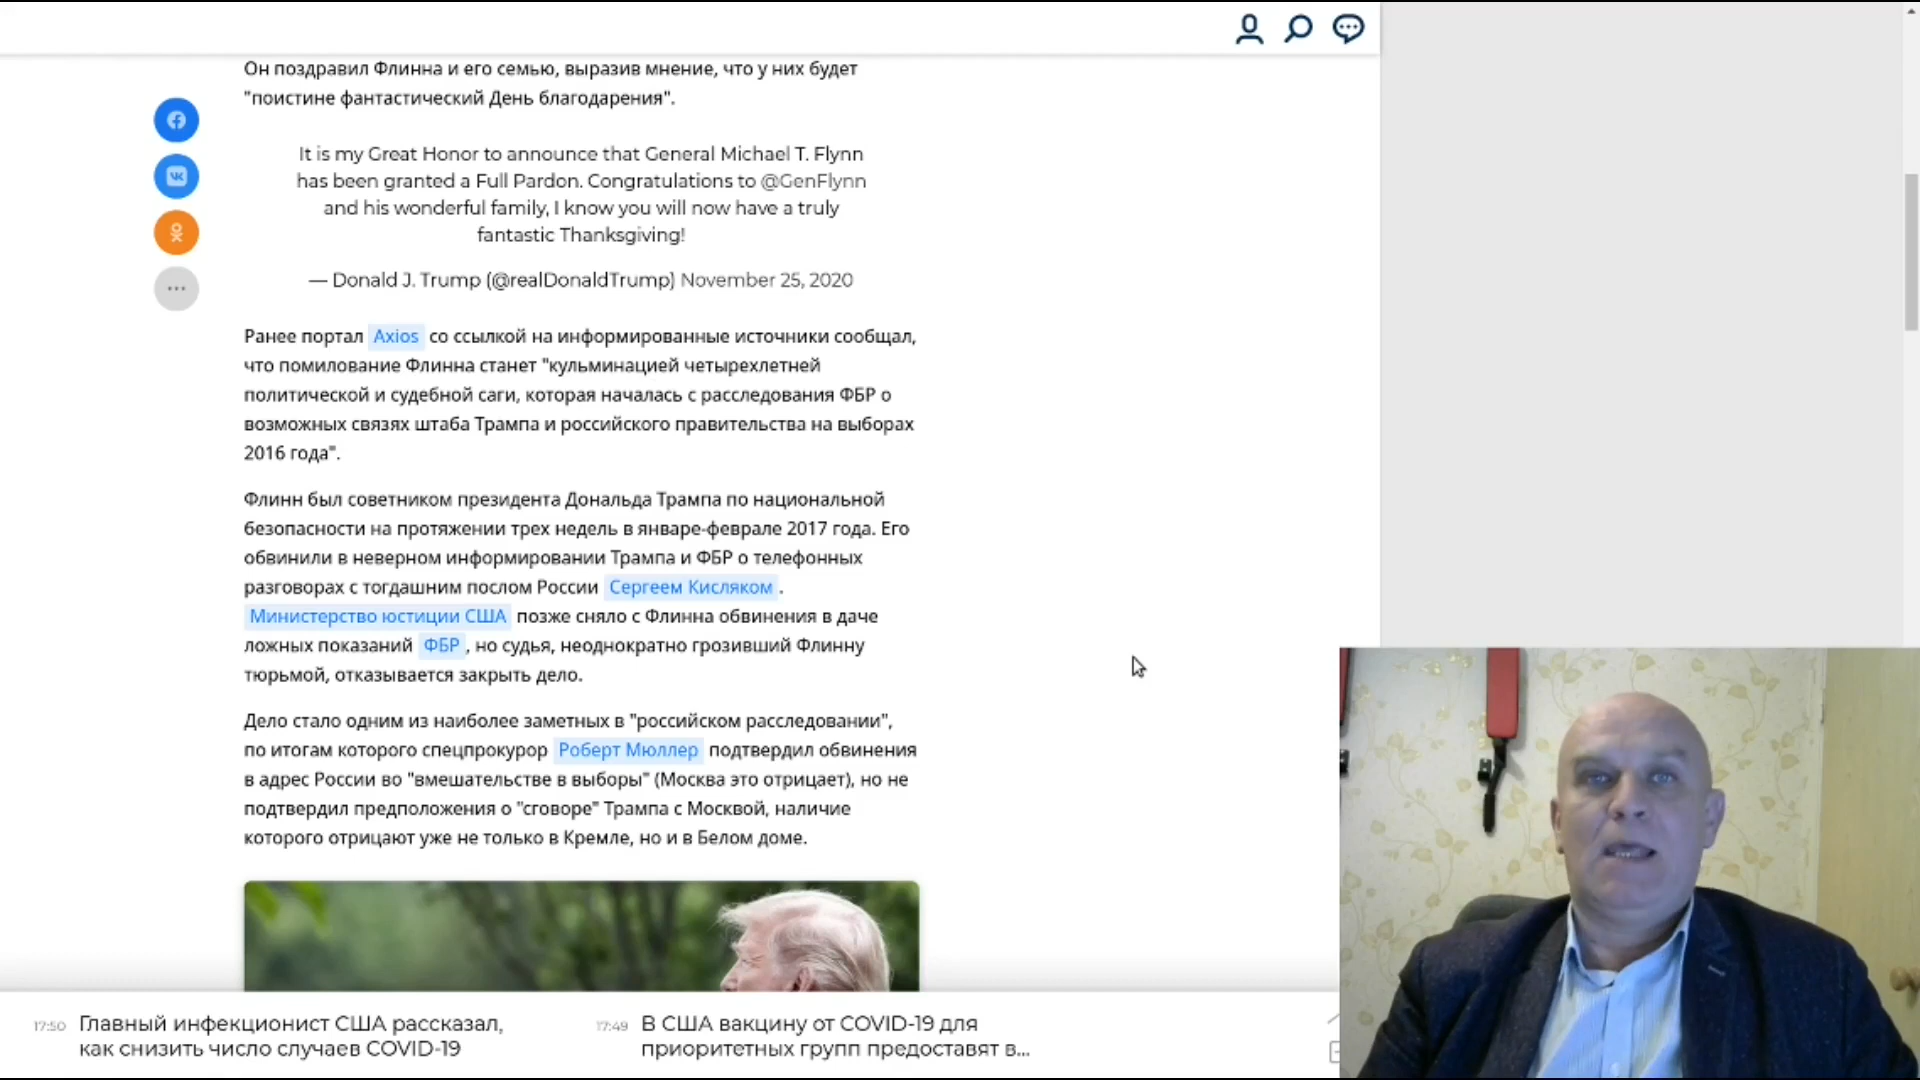 Он поздравил Флинна и его семью, выразив мнение, что у них будет
"поистине фантастический День благодарения".
It is my Great Honor to announce that General Michael T. Flynn
has been granted a Full Pardon. Congratulations to @GenFlynn
and his wonderful family, I know you will now have a truly
fantastic Thanksgiving!
— Donald J. Trump (@realDonaldTrump) November 25, 2020
Ранее портал Axios со ссылкой на информированные источники сообщал,
что помилование Флинна станет "кульминацией четырехлетней
политической и судебной саги, которая началась с расследования ФБР о
возможных связях штаба Трампа и российского правительства на выборах
2016 года".
Флинн был советником президента Дональда Трампа по национальной
безопасности на протяжении трех недель в январе-феврале 2017 года. Его
обвинили в неверном информировании Трампа и ФБР о телефонных
разговорах с тогдашним послом России Сергеем Кисляком .
Министерство юстиции США позже сняло с Флинна обвинения в даче
ложных показаний ФБР , но судья, неоднократно грозивший Флинну
тюрьмой, отказывается закрыть дело.
Дело стало одним из наиболее заметных в "российском расследовании",
по итогам которого спецпрокурор Роберт Мюллер подтвердил обвинения
в адрес России во "вмешательстве в выборы" (Москва это отрицает), но не
подтвердил предположения о "сговоре" Трампа с Москвой, наличие
которого отрицают уже не только в Кремле, но и в Белом доме.
17:50 Главный инфекционист США рассказал,
как снизить число случаев COVID-19
17:49 В США вакцину от COVID-19 для
приоритетных групп предоставят в...